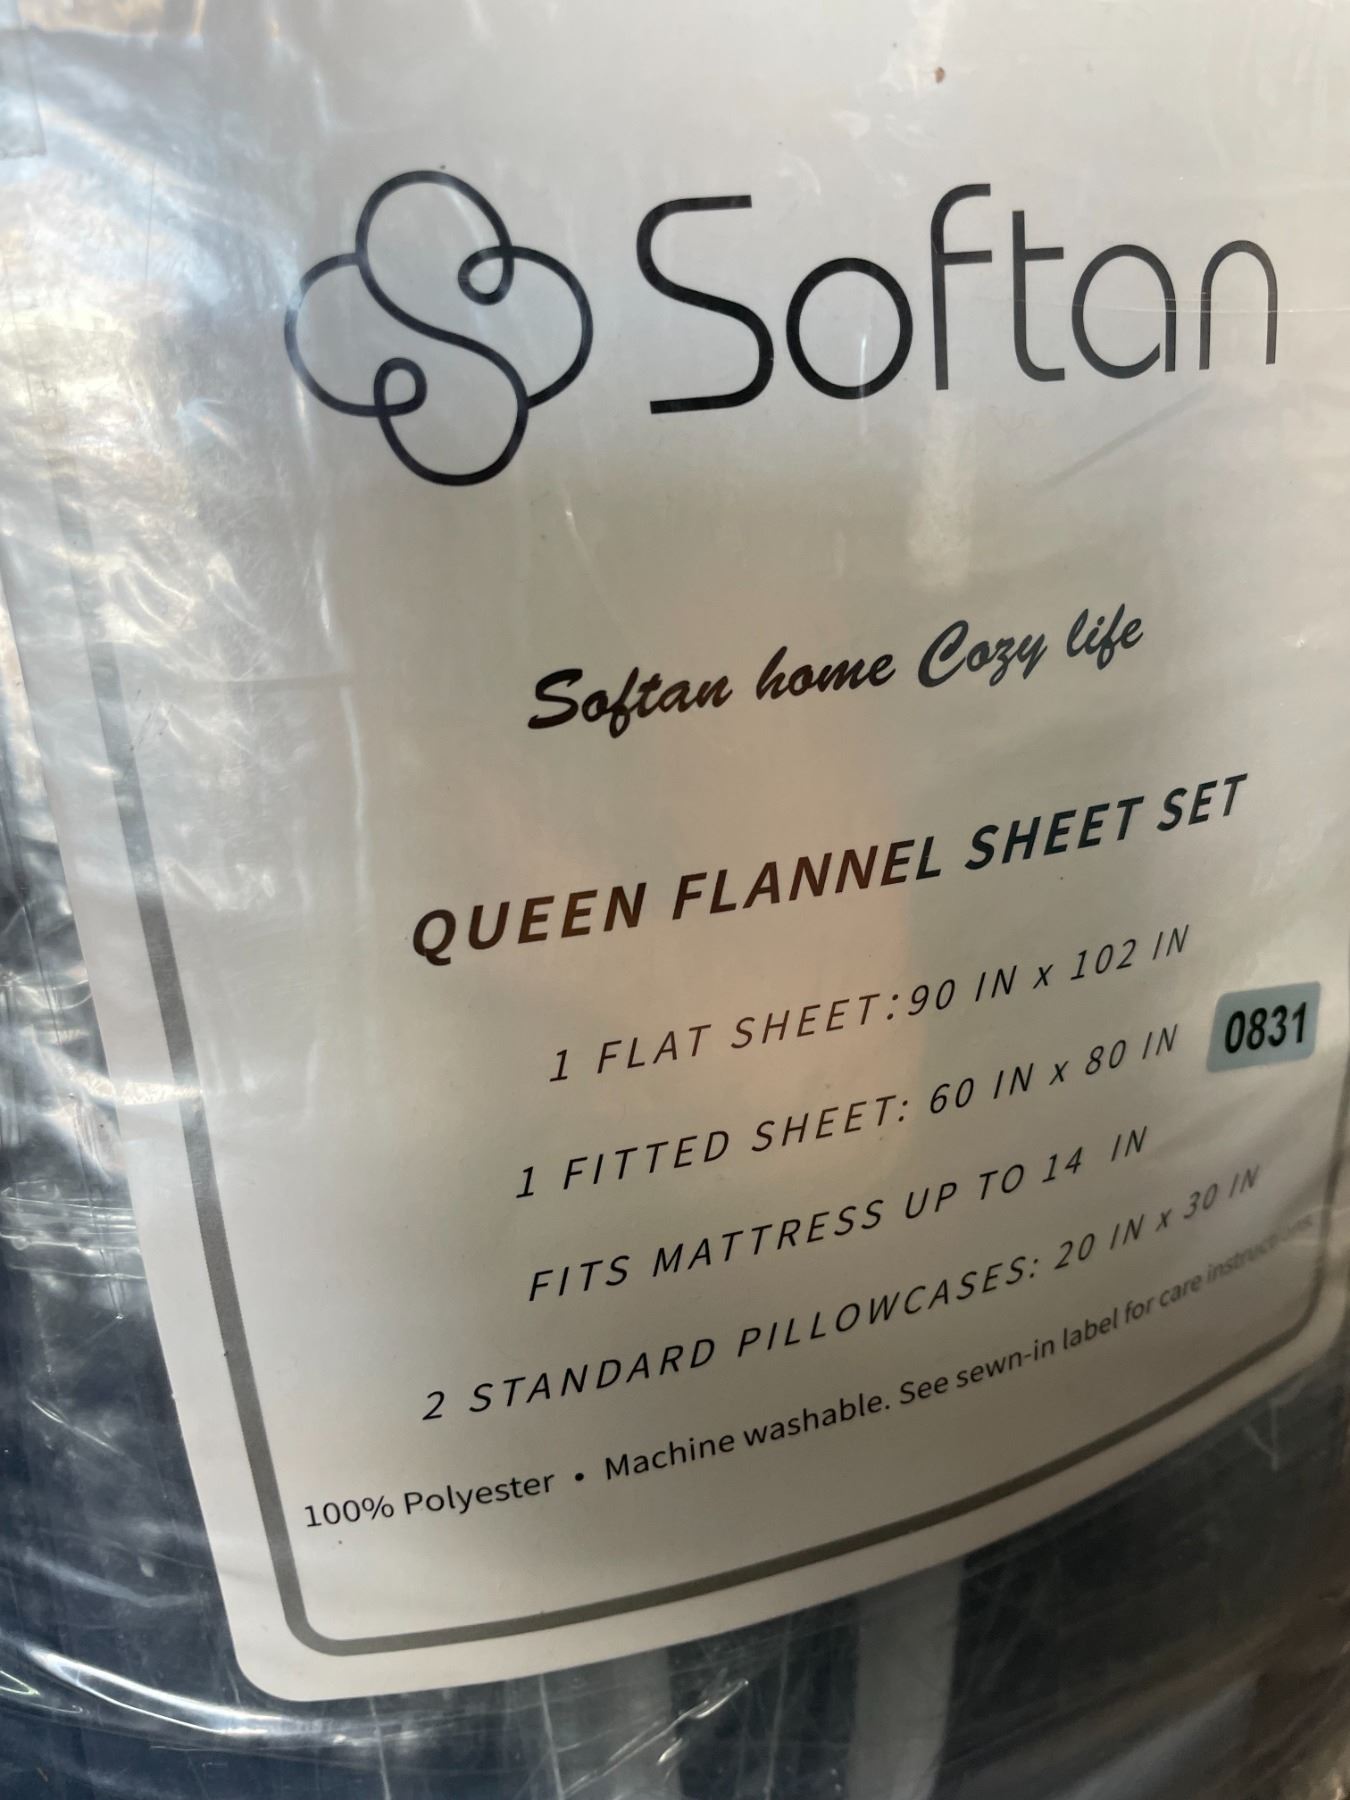 Softan
Softan home Cozy life
QUEEN FLANNEL SHEET SET
1 FLAT SHEET:90 IN x 102 IN
1 FITTED SHEET: 60 IN x 80 IN
0831
FITS MATTRESS UP TO 14 IN
2 STANDARD PILLOWCASES: 20 IN x 30 IN
100% Polyester • Machine washable. See sewn-in label for care instructions.